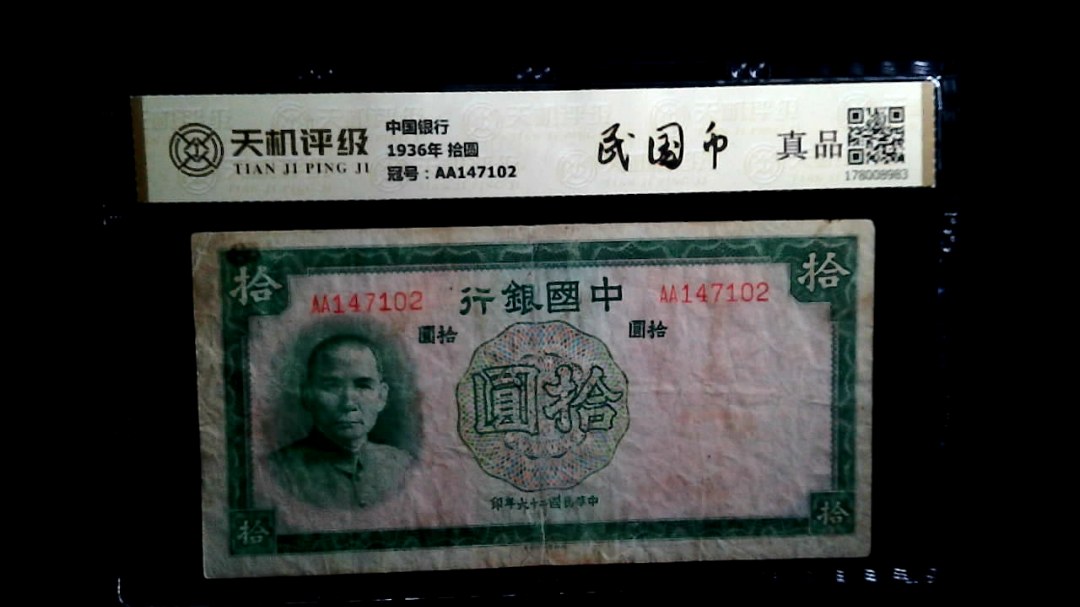 天机评级
TIAN JI PING JI
中国银行
1936年 拾圆
冠号：AA147102
民国币
真品
178008983
拾
拾
AA147102
行銀國中
AA147102
圓拾
圓拾
圓拾
印年六十二國民華中
拾
拾